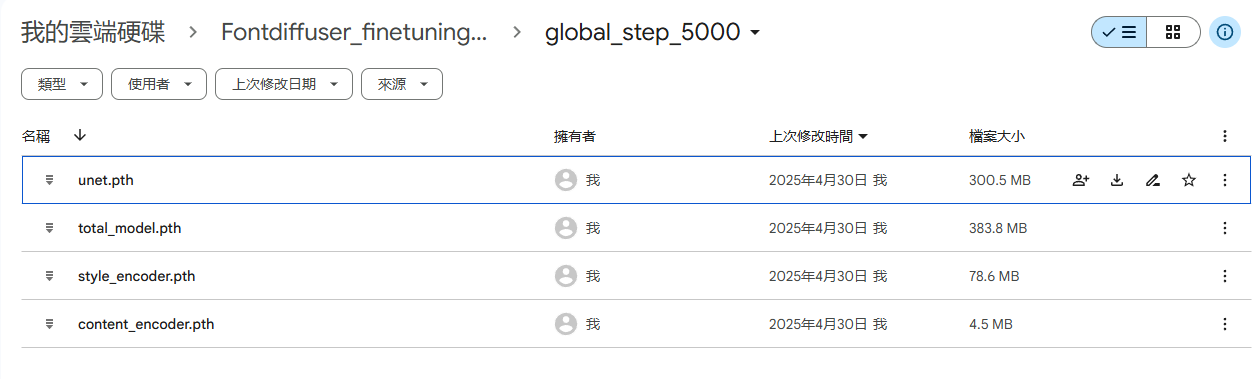 我的雲端硬碟 Fontdiffuser_finetuning... global_step_5000
類型 使用者 上次修改日期 來源
名稱 擁有者 上次修改時間 檔案大小
unet.pth 我 2025年4月30日 我 300.5 MB
total_model.pth 我 2025年4月30日 我 383.8 MB
style_encoder.pth 我 2025年4月30日 我 78.6 MB
content_encoder.pth 我 2025年4月30日 我 4.5 MB